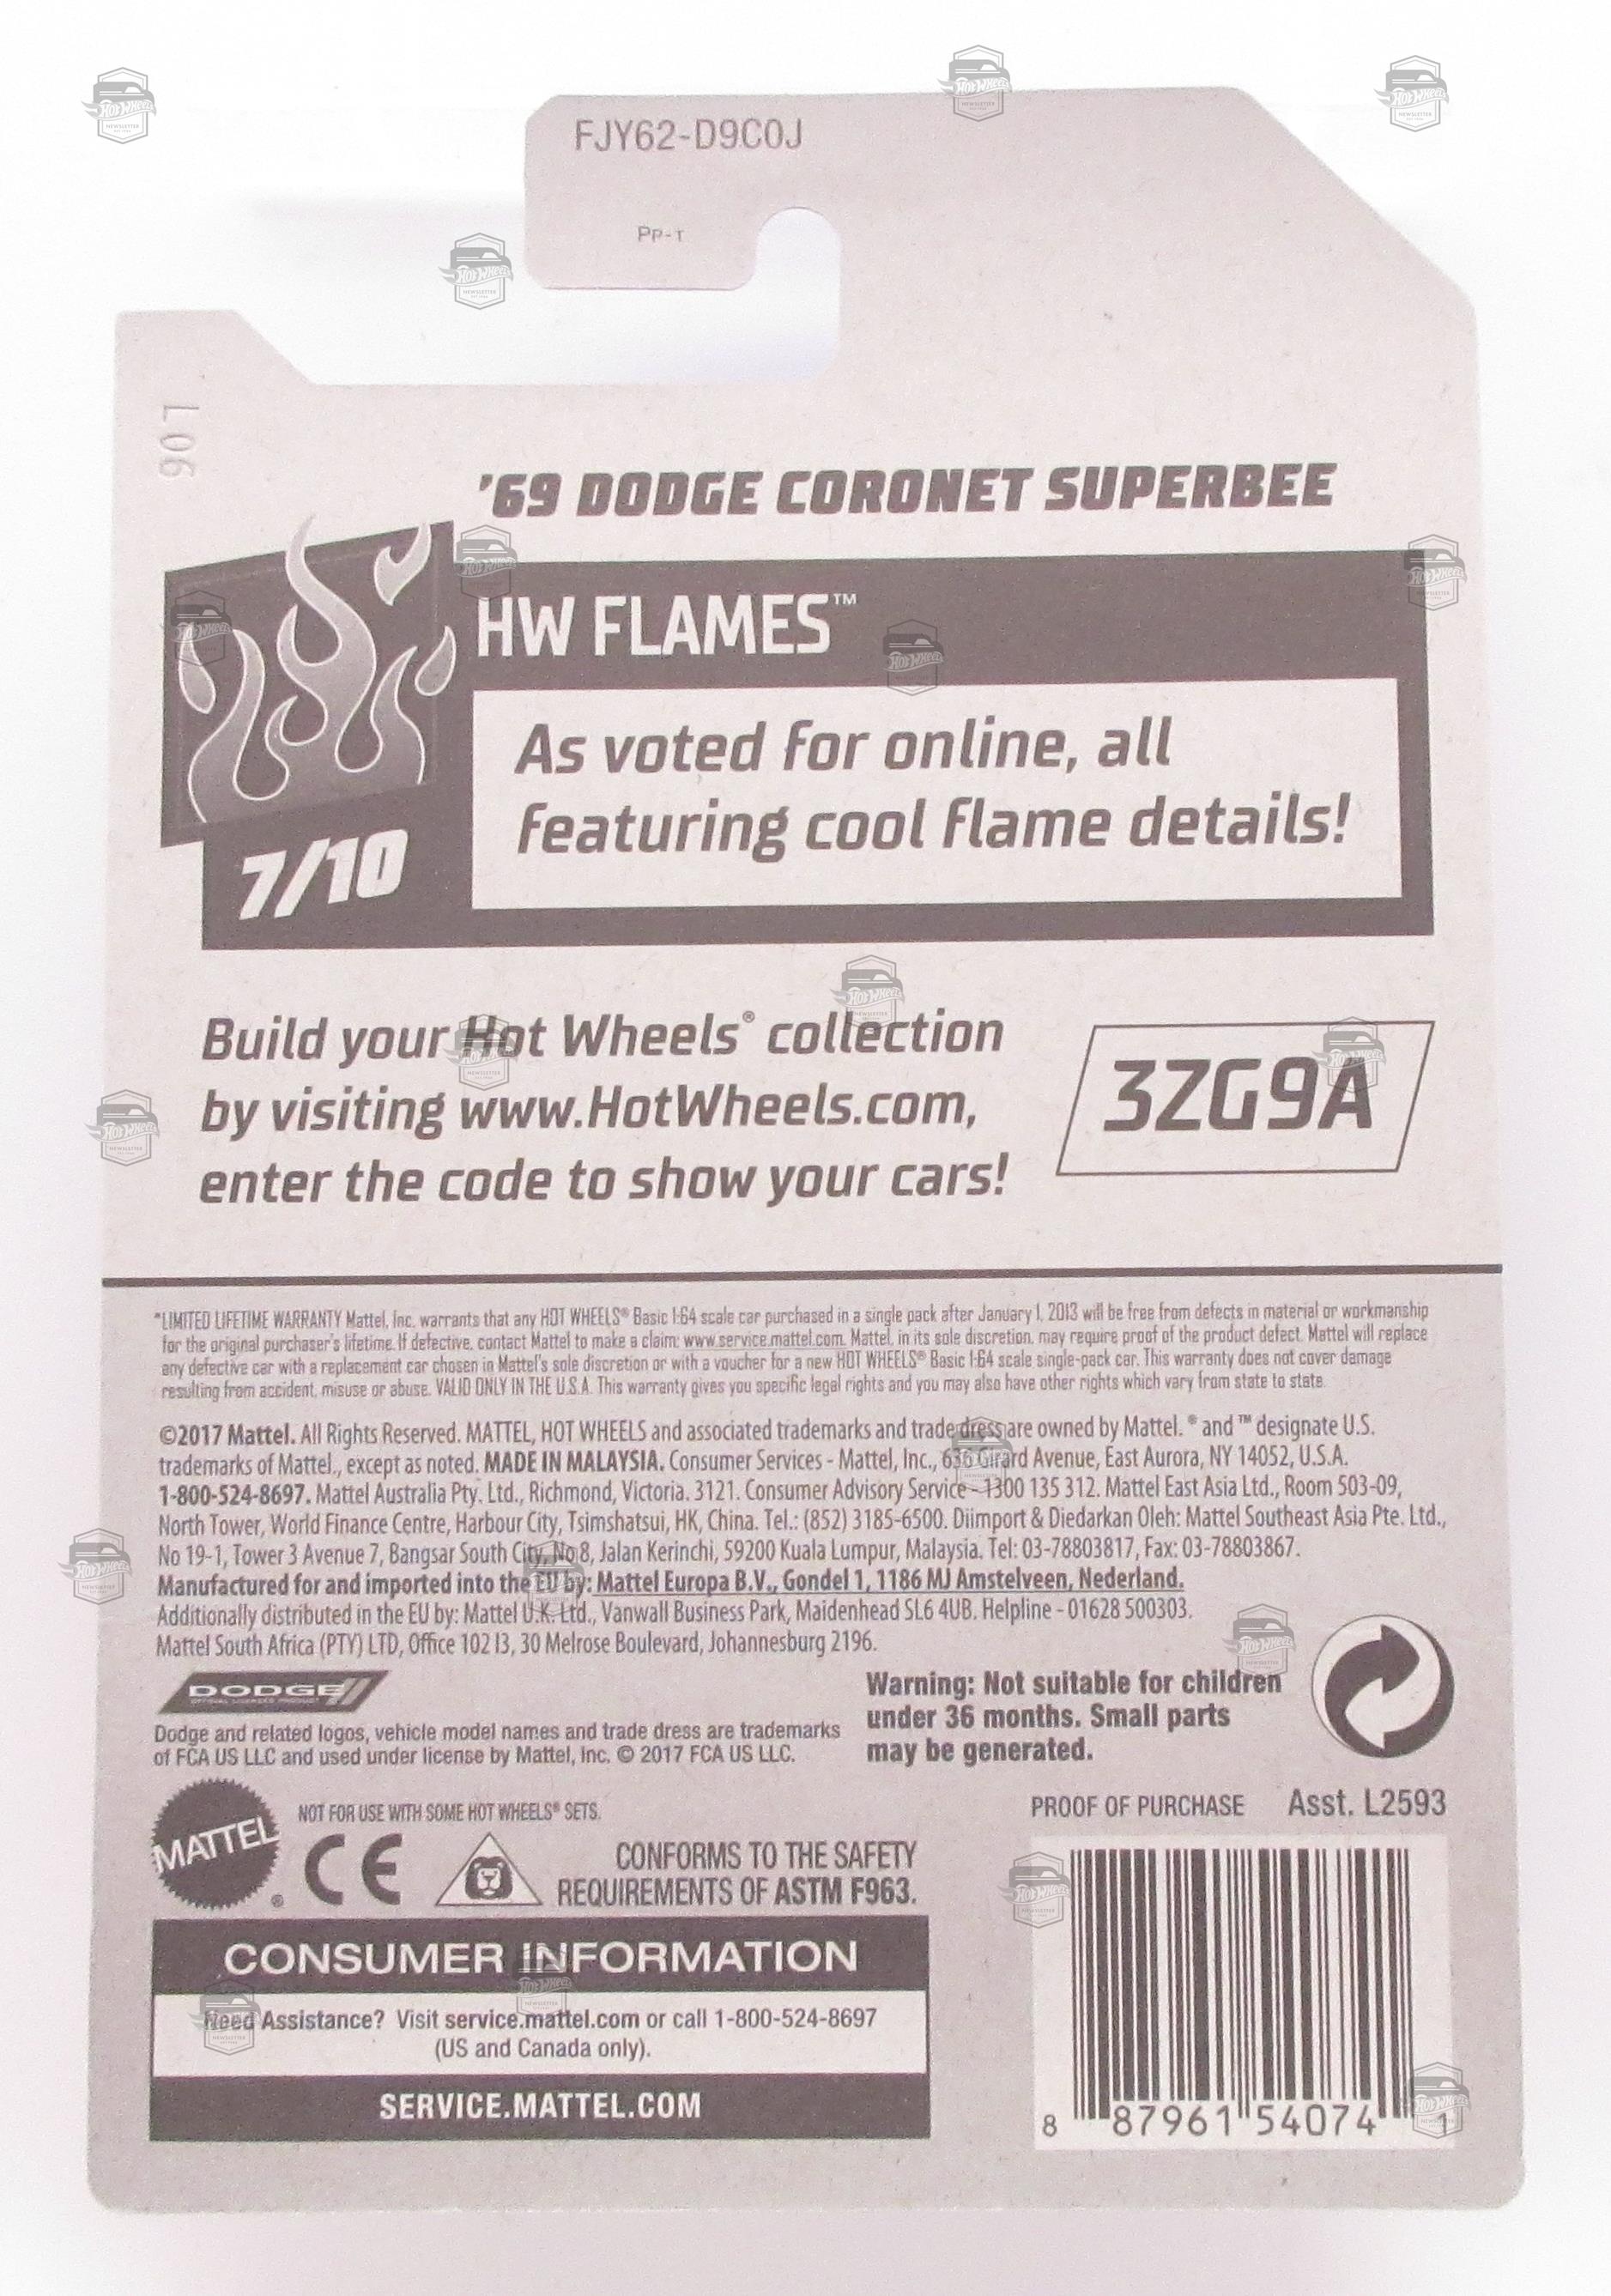 FJY62-D9C0J
Pp-T
L06
'69 DODGE CORONET SUPERBEE
HW FLAMES™
As voted for online, all
featuring cool flame details!
7/10
Build your Hot Wheels® collection
by visiting www.HotWheels.com,
enter the code to show your cars!
3ZG9A
*LIMITED LIFETIME WARRANTY Mattel, Inc. warrants that any HOT WHEELS® Basic 1:64 scale car purchased in a single pack after January 1, 2013 will be free from defects in material or workmanship
for the original purchaser's lifetime. If defective, contact Mattel to make a claim: www.service.mattel.com. Mattel, in its sole discretion, may require proof of the product defect. Mattel will replace
any defective car with a replacement car chosen in Mattel's sole discretion or with a voucher for a new HOT WHEELS® Basic 1:64 scale single-pack car. This warranty does not cover damage
resulting from accident, misuse or abuse. VALID ONLY IN THE U.S.A. This warranty gives you specific legal rights and you may also have other rights which vary from state to state.
©2017 Mattel. All Rights Reserved. MATTEL, HOT WHEELS and associated trademarks and trade dress are owned by Mattel. ® and ™ designate U.S.
trademarks of Mattel., except as noted. MADE IN MALAYSIA. Consumer Services - Mattel, Inc., 636 Girard Avenue, East Aurora, NY 14052, U.S.A.
1-800-524-8697. Mattel Australia Pty. Ltd., Richmond, Victoria. 3121. Consumer Advisory Service - 1300 135 312. Mattel East Asia Ltd., Room 503-09,
North Tower, World Finance Centre, Harbour City, Tsimshatsui, HK, China. Tel.: (852) 3185-6500. Diimport & Diedarkan Oleh: Mattel Southeast Asia Pte. Ltd.,
No 19-1, Tower 3 Avenue 7, Bangsar South City, No 8, Jalan Kerinchi, 59200 Kuala Lumpur, Malaysia. Tel: 03-78803817, Fax: 03-78803867.
Manufactured for and imported into the EU by: Mattel Europa B.V., Gondel 1, 1186 MJ Amstelveen, Nederland.
Additionally distributed in the EU by: Mattel U.K. Ltd., Vanwall Business Park, Maidenhead SL6 4UB. Helpline - 01628 500303.
Mattel South Africa (PTY) LTD, Office 102 I3, 30 Melrose Boulevard, Johannesburg 2196.
DODGE
OFFICIAL LICENSED PRODUCT
Dodge and related logos, vehicle model names and trade dress are trademarks
of FCA US LLC and used under license by Mattel, Inc. © 2017 FCA US LLC.
Warning: Not suitable for children
under 36 months. Small parts
may be generated.
MATTEL®
NOT FOR USE WITH SOME HOT WHEELS® SETS.
CE
CONFORMS TO THE SAFETY
REQUIREMENTS OF ASTM F963.
PROOF OF PURCHASE Asst. L2593
CONSUMER INFORMATION
Need Assistance? Visit service.mattel.com or call 1-800-524-8697
(US and Canada only).
SERVICE.MATTEL.COM
8 87961 54074 1